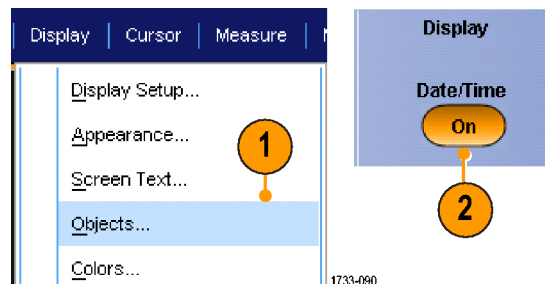 Display | Cursor | Measure |
Display Setup...
Appearance...
1
Screen Text...
Objects...
Colors...
Display
Date/Time
On
2
1733-090